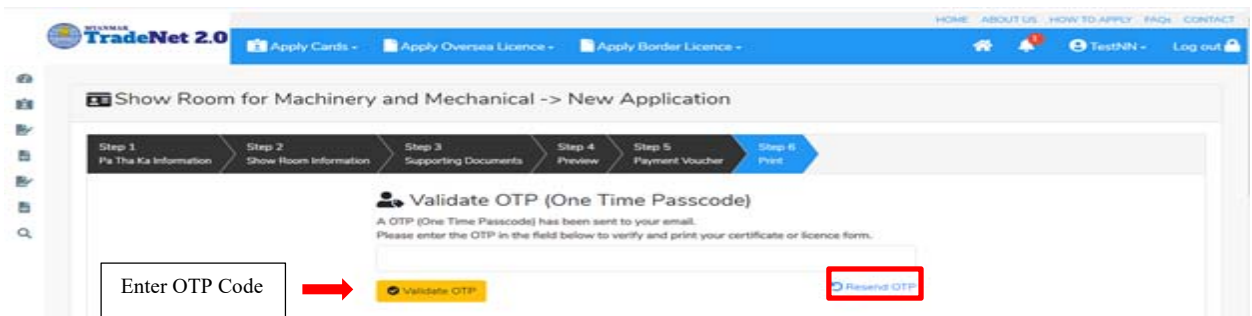 HOME ABOUT US HOW TO APPLY FAQs CONTACT
MYANMAR
TradeNet 2.0
Apply Cards
Apply Oversea Licence
Apply Border Licence
TestNN
Log out
Show Room for Machinery and Mechanical -> New Application
Step 1
Pa Tha Ka Information
Step 2
Show Room Information
Step 3
Supporting Documents
Step 4
Preview
Step 5
Payment Voucher
Step 6
Print
Validate OTP (One Time Passcode)
A OTP (One Time Passcode) has been sent to your email.
Please enter the OTP in the field below to verify and print your certificate or licence form.
Enter OTP Code
Validate OTP
Resend OTP